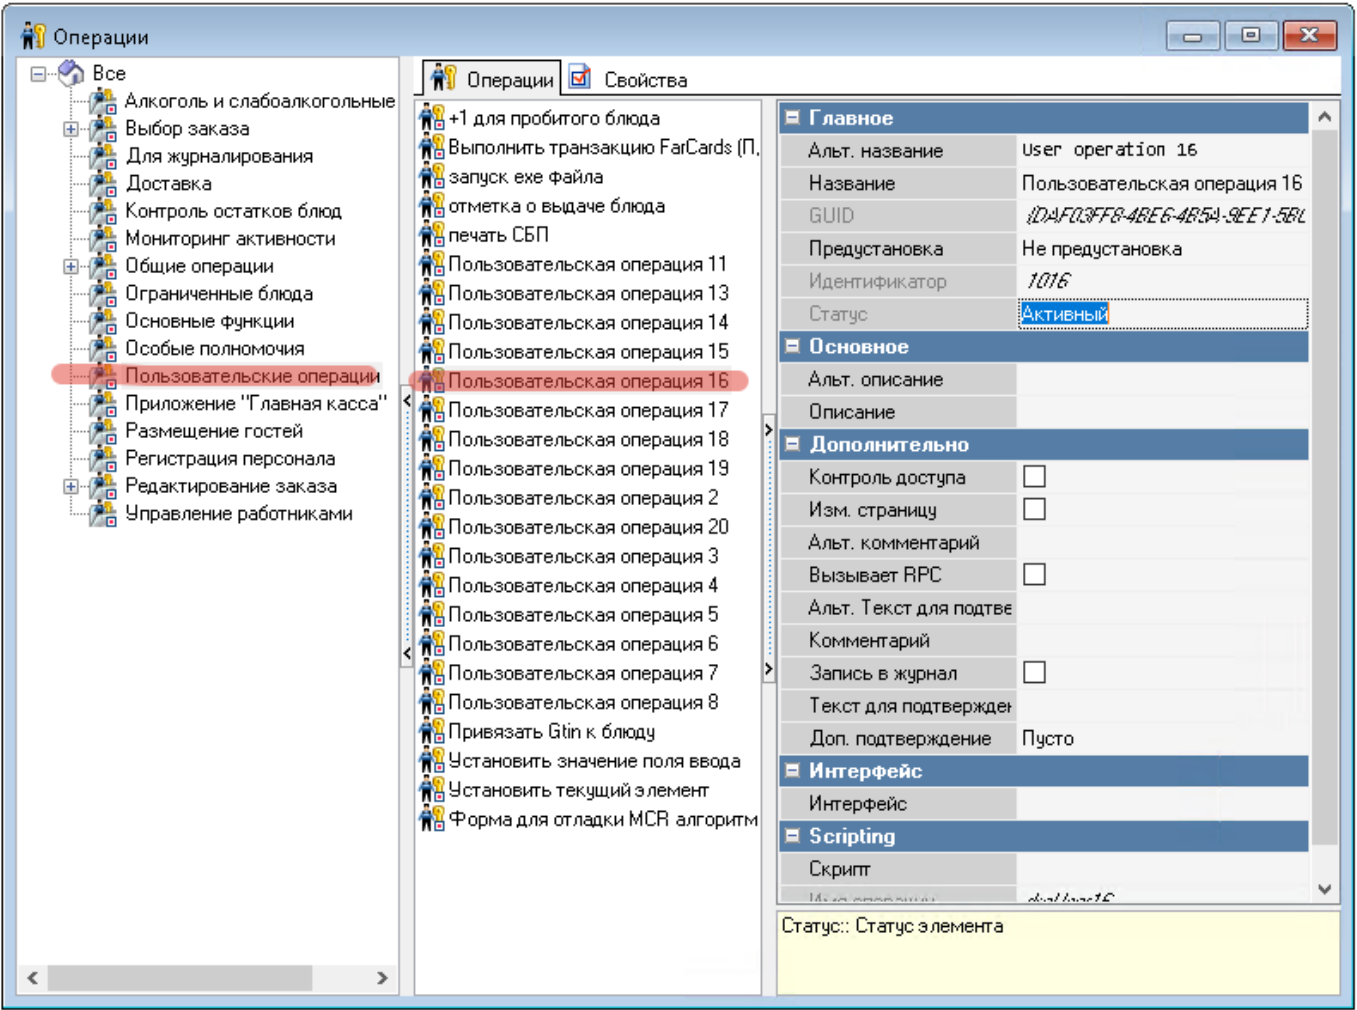 Операции
Все
Алкоголь и слабоалкогольные
Выбор заказа
Для журналирования
Доставка
Контроль остатков блюд
Мониторинг активности
Общие операции
Ограниченные блюда
Основные функции
Особые полномочия
Пользовательские операции
Приложение "Главная касса"
Размещение гостей
Регистрация персонала
Редактирование заказа
Управление работниками
Операции
Свойства
+1 для пробитого блюда
Выполнить транзакцию FarCards (П,
запуск exe файла
отметка о выдаче блюда
печать СБП
Пользовательская операция 11
Пользовательская операция 13
Пользовательская операция 14
Пользовательская операция 15
Пользовательская операция 16
Пользовательская операция 17
Пользовательская операция 18
Пользовательская операция 19
Пользовательская операция 2
Пользовательская операция 20
Пользовательская операция 3
Пользовательская операция 4
Пользовательская операция 5
Пользовательская операция 6
Пользовательская операция 7
Пользовательская операция 8
Привязать Gtin к блюду
Установить значение поля ввода
Установить текущий элемент
Форма для отладки MCR алгоритм
Главное
Альт. название User operation 16
Название Пользовательская операция 16
GUID {DAF03FF8-4BE6-4B5A-9EE1-5B
Предустановка Не предустановка
Идентификатор 1016
Статус Активный
Основное
Альт. описание
Описание
Дополнительно
Контроль доступа
Изм. страницу
Альт. комментарий
Вызывает RPC
Альт. Текст для подтве
Комментарий
Запись в журнал
Текст для подтвержден
Доп. подтверждение Пусто
Интерфейс
Интерфейс
Scripting
Скрипт
Имя операции
Статус:: Статус элемента